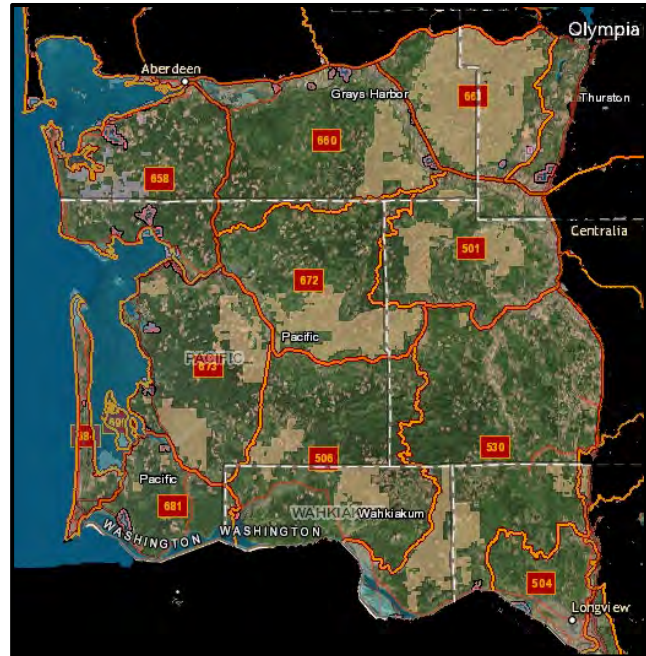 Olympia
Aberdeen
Grays Harbor
663
Thurston
660
658
Centralia
501
672
Pacific
PACIFIC
673
506
530
Pacific
681
WAHKIAKUM
Wahkiakum
WASHINGTON
WASHINGTON
504
Longview